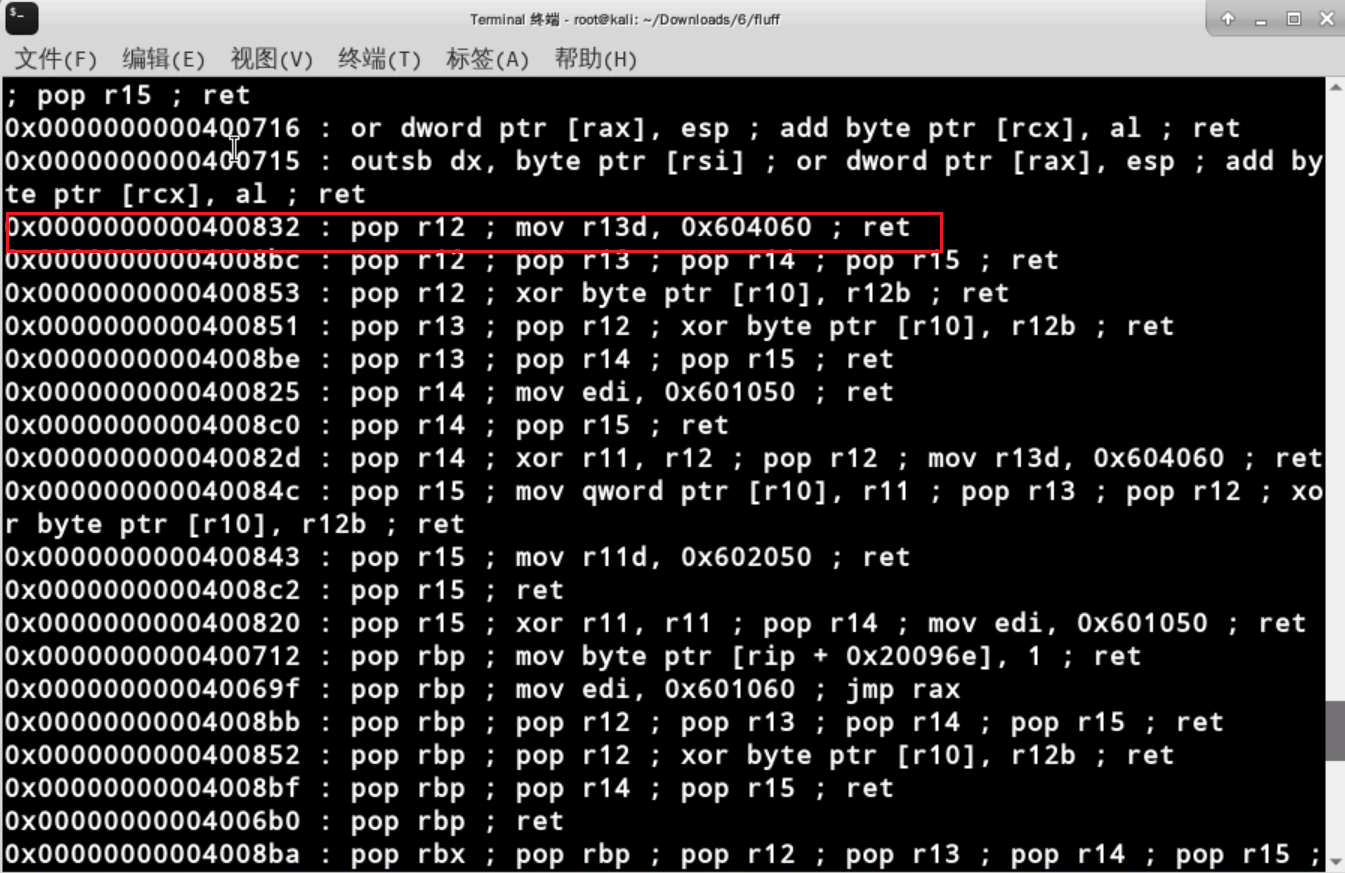 Terminal 终端 - root@kali: ~/Downloads/6/fluff
文件(F) 编辑(E) 视图(V) 终端(T) 标签(A) 帮助(H)
; pop r15 ; ret
0x0000000000400716 : or dword ptr [rax], esp ; add byte ptr [rcx], al ; ret
0x0000000000400715 : outsb dx, byte ptr [rsi] ; or dword ptr [rax], esp ; add by
te ptr [rcx], al ; ret
0x0000000000400832 : pop r12 ; mov r13d, 0x604060 ; ret
0x00000000004008bc : pop r12 ; pop r13 ; pop r14 ; pop r15 ; ret
0x0000000000400853 : pop r12 ; xor byte ptr [r10], r12b ; ret
0x0000000000400851 : pop r13 ; pop r12 ; xor byte ptr [r10], r12b ; ret
0x00000000004008be : pop r13 ; pop r14 ; pop r15 ; ret
0x0000000000400825 : pop r14 ; mov edi, 0x601050 ; ret
0x00000000004008c0 : pop r14 ; pop r15 ; ret
0x000000000040082d : pop r14 ; xor r11, r12 ; pop r12 ; mov r13d, 0x604060 ; ret
0x000000000040084c : pop r15 ; mov qword ptr [r10], r11 ; pop r13 ; pop r12 ; xo
r byte ptr [r10], r12b ; ret
0x0000000000400843 : pop r15 ; mov r11d, 0x602050 ; ret
0x00000000004008c2 : pop r15 ; ret
0x0000000000400820 : pop r15 ; xor r11, r11 ; pop r14 ; mov edi, 0x601050 ; ret
0x0000000000400712 : pop rbp ; mov byte ptr [rip + 0x20096e], 1 ; ret
0x000000000040069f : pop rbp ; mov edi, 0x601060 ; jmp rax
0x00000000004008bb : pop rbp ; pop r12 ; pop r13 ; pop r14 ; pop r15 ; ret
0x0000000000400852 : pop rbp ; pop r12 ; xor byte ptr [r10], r12b ; ret
0x00000000004008bf : pop rbp ; pop r14 ; pop r15 ; ret
0x00000000004006b0 : pop rbp ; ret
0x00000000004008ba : pop rbx ; pop rbp ; pop r12 ; pop r13 ; pop r14 ; pop r15 ;